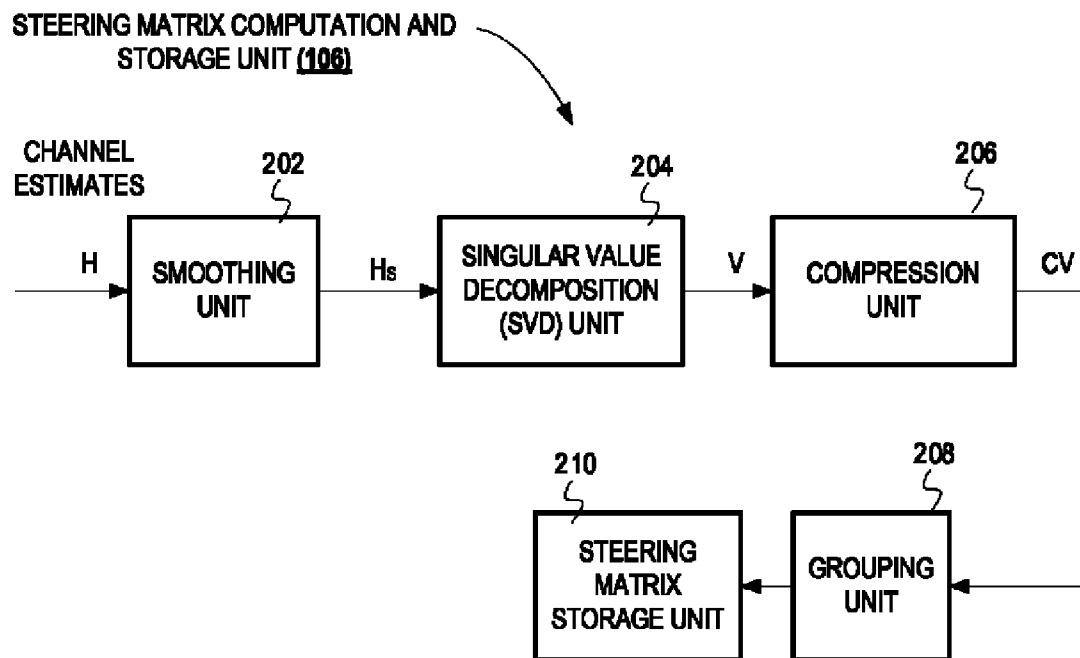 STEERING MATRIX COMPUTATION AND
STORAGE UNIT (106)
CHANNEL
ESTIMATES
202
204
206
H
SMOOTHING
UNIT
Hs
SINGULAR VALUE
DECOMPOSITION
(SVD) UNIT
V
COMPRESSION
UNIT
CV
210
208
STEERING
MATRIX
STORAGE UNIT
GROUPING
UNIT